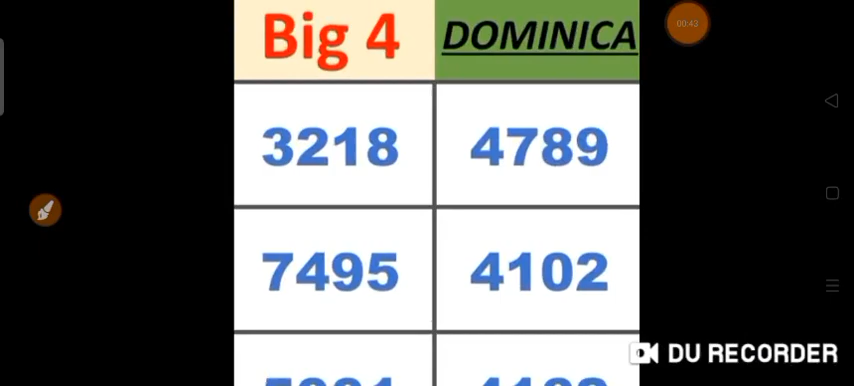 00:43
Big 4 DOMINICA
3218 4789
7495 4102
DU RECORDER